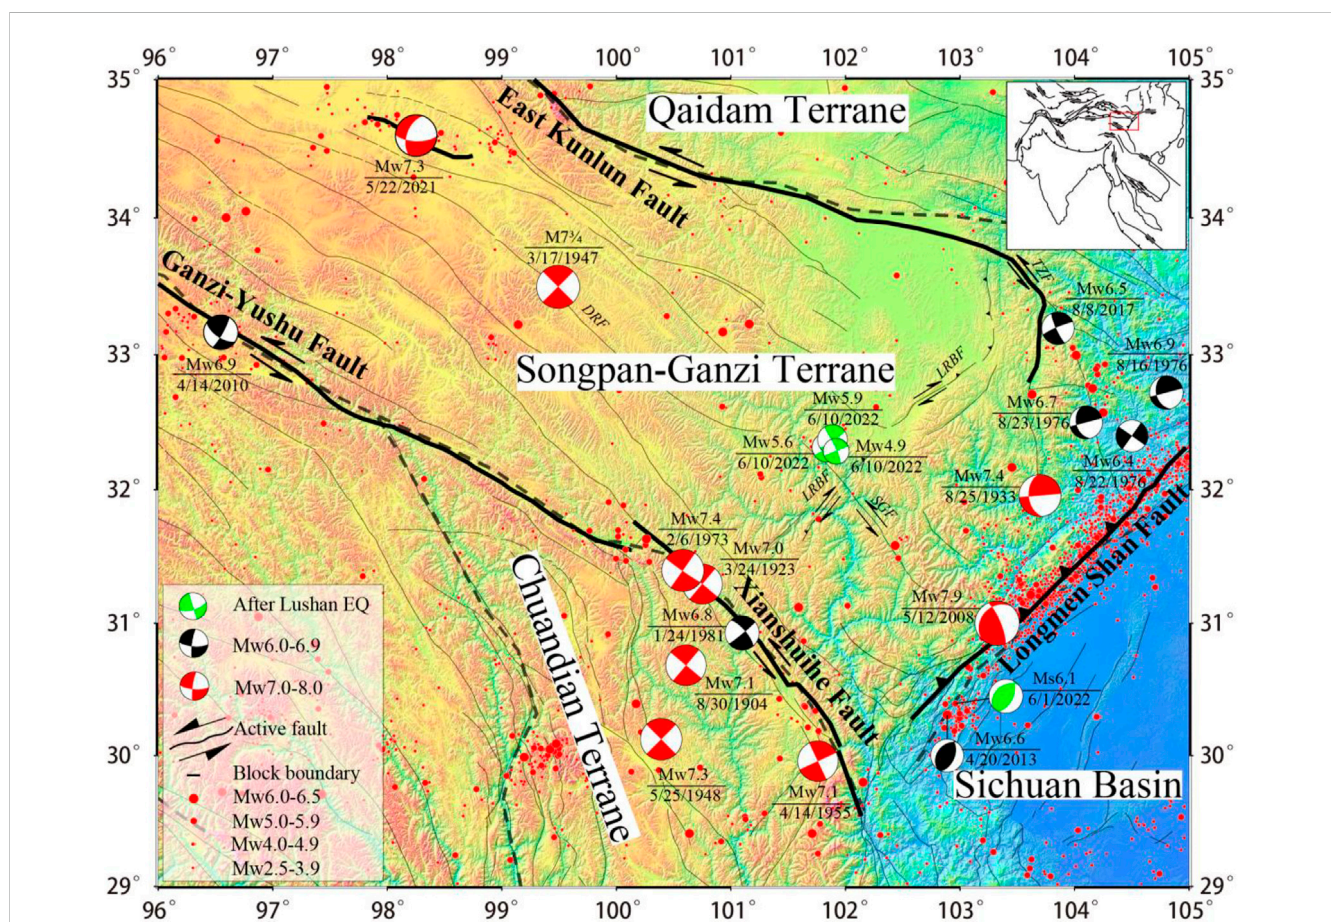 96° 97° 98° 99° 100° 101° 102° 103° 104° 105°
35° 35°
Qaidam Terrane
East Kunlun Fault
Mw7.3
5/22/2021
34° 34°
M7¾
3/17/1947
DRF
TZF
Ganzi-Yushu Fault
Mw6.5
8/8/2017
Mw6.9
8/16/1976
33° 33°
Mw6.9
4/14/2010
Songpan-Ganzi Terrane
LRBF
Mw5.9
6/10/2022
Mw6.7
8/23/1976
Mw5.6
6/10/2022
Mw4.9
6/10/2022
Mw6.4
8/22/1976
Mw7.4
8/25/1933
32° 32°
LRBF
SGF
Longmen Shan Fault
Mw7.4
2/6/1973
Mw7.0
3/24/1923
Chuandian Terrane
Xianshuihe Fault
Mw6.8
1/24/1981
Mw7.9
5/12/2008
31° 31°
Mw7.1
8/30/1904
Ms6.1
6/1/2022
30° 30°
Mw7.3
5/25/1948
Mw7.1
4/14/1955
Mw6.6
4/20/2013
Sichuan Basin
After Lushan EQ
Mw6.0-6.9
Mw7.0-8.0
Active fault
Block boundary
Mw6.0-6.5
Mw5.0-5.9
Mw4.0-4.9
Mw2.5-3.9
29° 29°
96° 97° 98° 99° 100° 101° 102° 103° 104° 105°